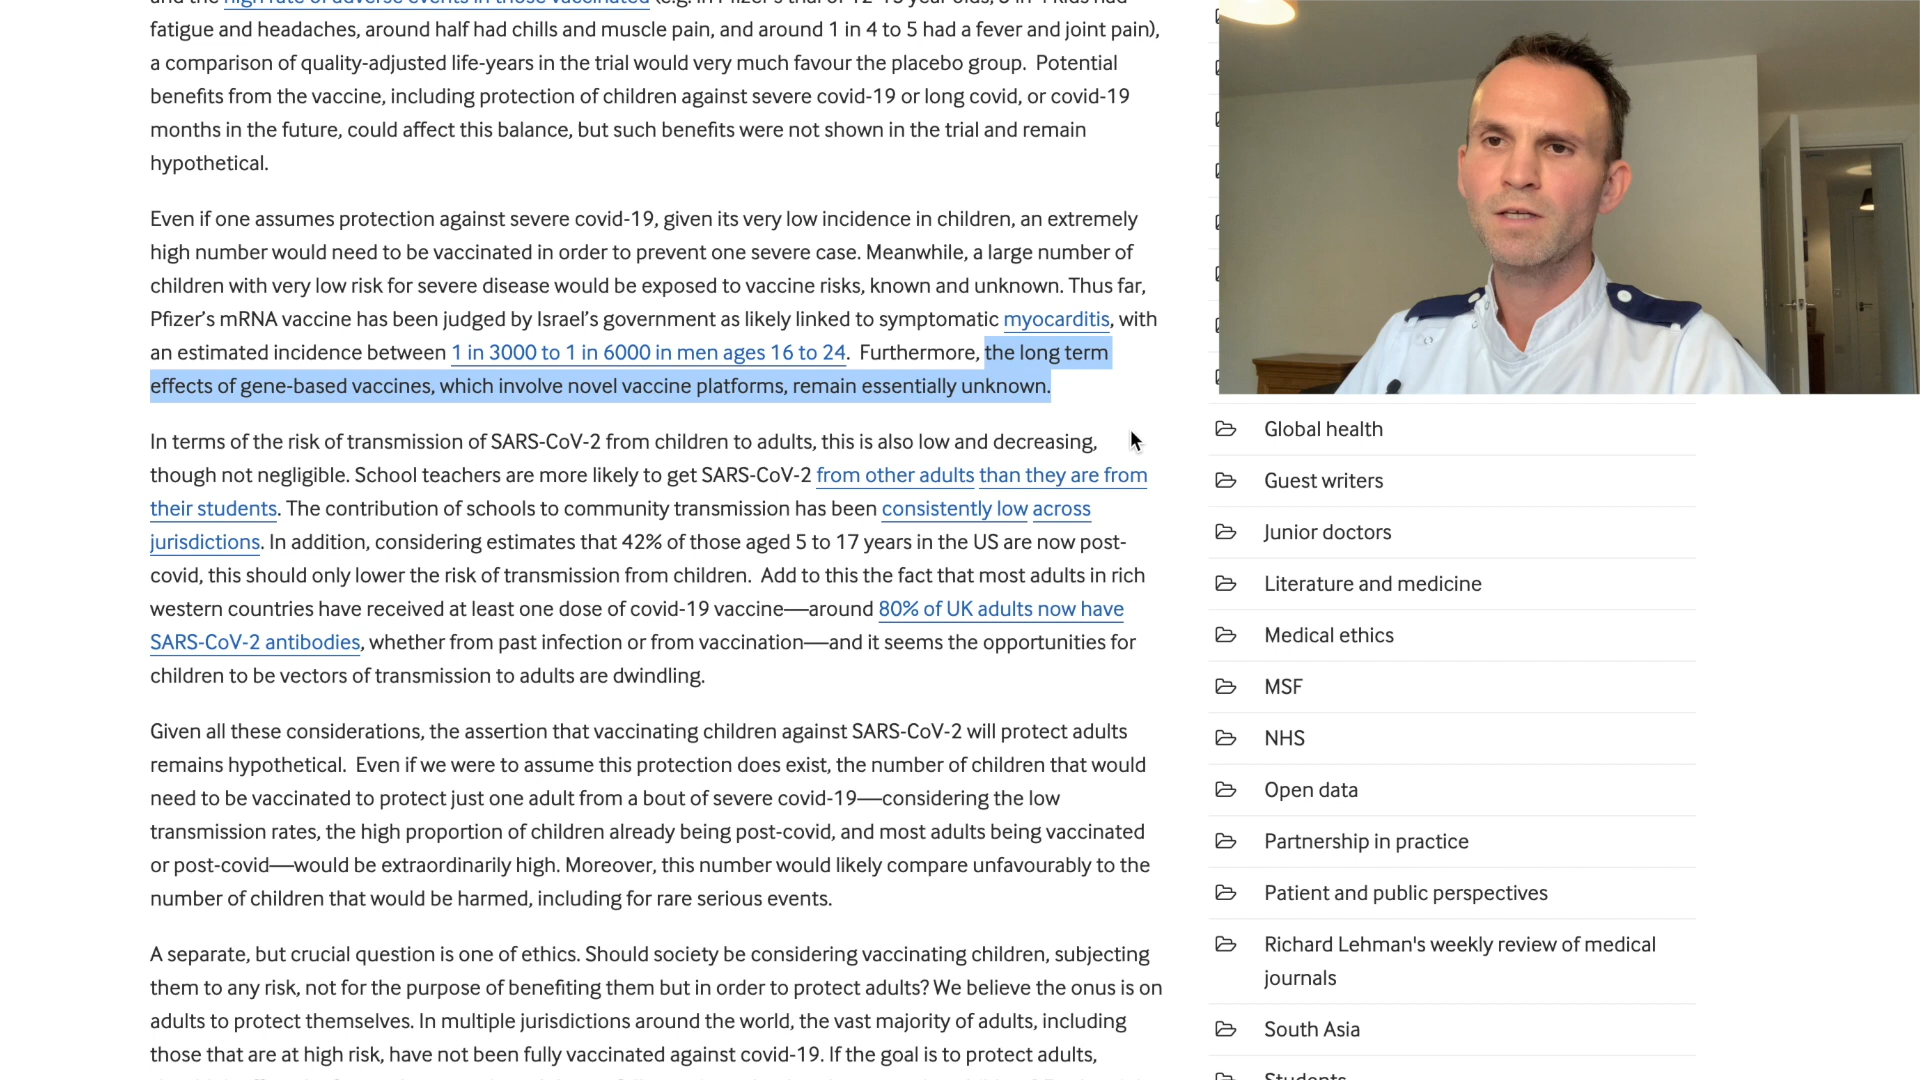 and the high rate of adverse events in those vaccinated (e.g. in Pfizer's trial of 12-15 year olds, 3 in 4 kids had
fatigue and headaches, around half had chills and muscle pain, and around 1 in 4 to 5 had a fever and joint pain),
a comparison of quality-adjusted life-years in the trial would very much favour the placebo group.  Potential
benefits from the vaccine, including protection of children against severe covid-19 or long covid, or covid-19
months in the future, could affect this balance, but such benefits were not shown in the trial and remain
hypothetical.
Even if one assumes protection against severe covid-19, given its very low incidence in children, an extremely
high number would need to be vaccinated in order to prevent one severe case. Meanwhile, a large number of
children with very low risk for severe disease would be exposed to vaccine risks, known and unknown. Thus far,
Pfizer's mRNA vaccine has been judged by Israel's government as likely linked to symptomatic myocarditis, with
an estimated incidence between 1 in 3000 to 1 in 6000 in men ages 16 to 24.  Furthermore, the long term
effects of gene-based vaccines, which involve novel vaccine platforms, remain essentially unknown.
In terms of the risk of transmission of SARS-CoV-2 from children to adults, this is also low and decreasing,
though not negligible. School teachers are more likely to get SARS-CoV-2 from other adults than they are from
their students. The contribution of schools to community transmission has been consistently low across
jurisdictions. In addition, considering estimates that 42% of those aged 5 to 17 years in the US are now post-
covid, this should only lower the risk of transmission from children.  Add to this the fact that most adults in rich
western countries have received at least one dose of covid-19 vaccine—around 80% of UK adults now have
SARS-CoV-2 antibodies, whether from past infection or from vaccination—and it seems the opportunities for
children to be vectors of transmission to adults are dwindling.
Given all these considerations, the assertion that vaccinating children against SARS-CoV-2 will protect adults
remains hypothetical.  Even if we were to assume this protection does exist, the number of children that would
need to be vaccinated to protect just one adult from a bout of severe covid-19—considering the low
transmission rates, the high proportion of children already being post-covid, and most adults being vaccinated
or post-covid—would be extraordinarily high. Moreover, this number would likely compare unfavourably to the
number of children that would be harmed, including for rare serious events.
A separate, but crucial question is one of ethics. Should society be considering vaccinating children, subjecting
them to any risk, not for the purpose of benefiting them but in order to protect adults? We believe the onus is on
adults to protect themselves. In multiple jurisdictions around the world, the vast majority of adults, including
those that are at high risk, have not been fully vaccinated against covid-19. If the goal is to protect adults,
Global health
Guest writers
Junior doctors
Literature and medicine
Medical ethics
MSF
NHS
Open data
Partnership in practice
Patient and public perspectives
Richard Lehman's weekly review of medical
journals
South Asia
Students